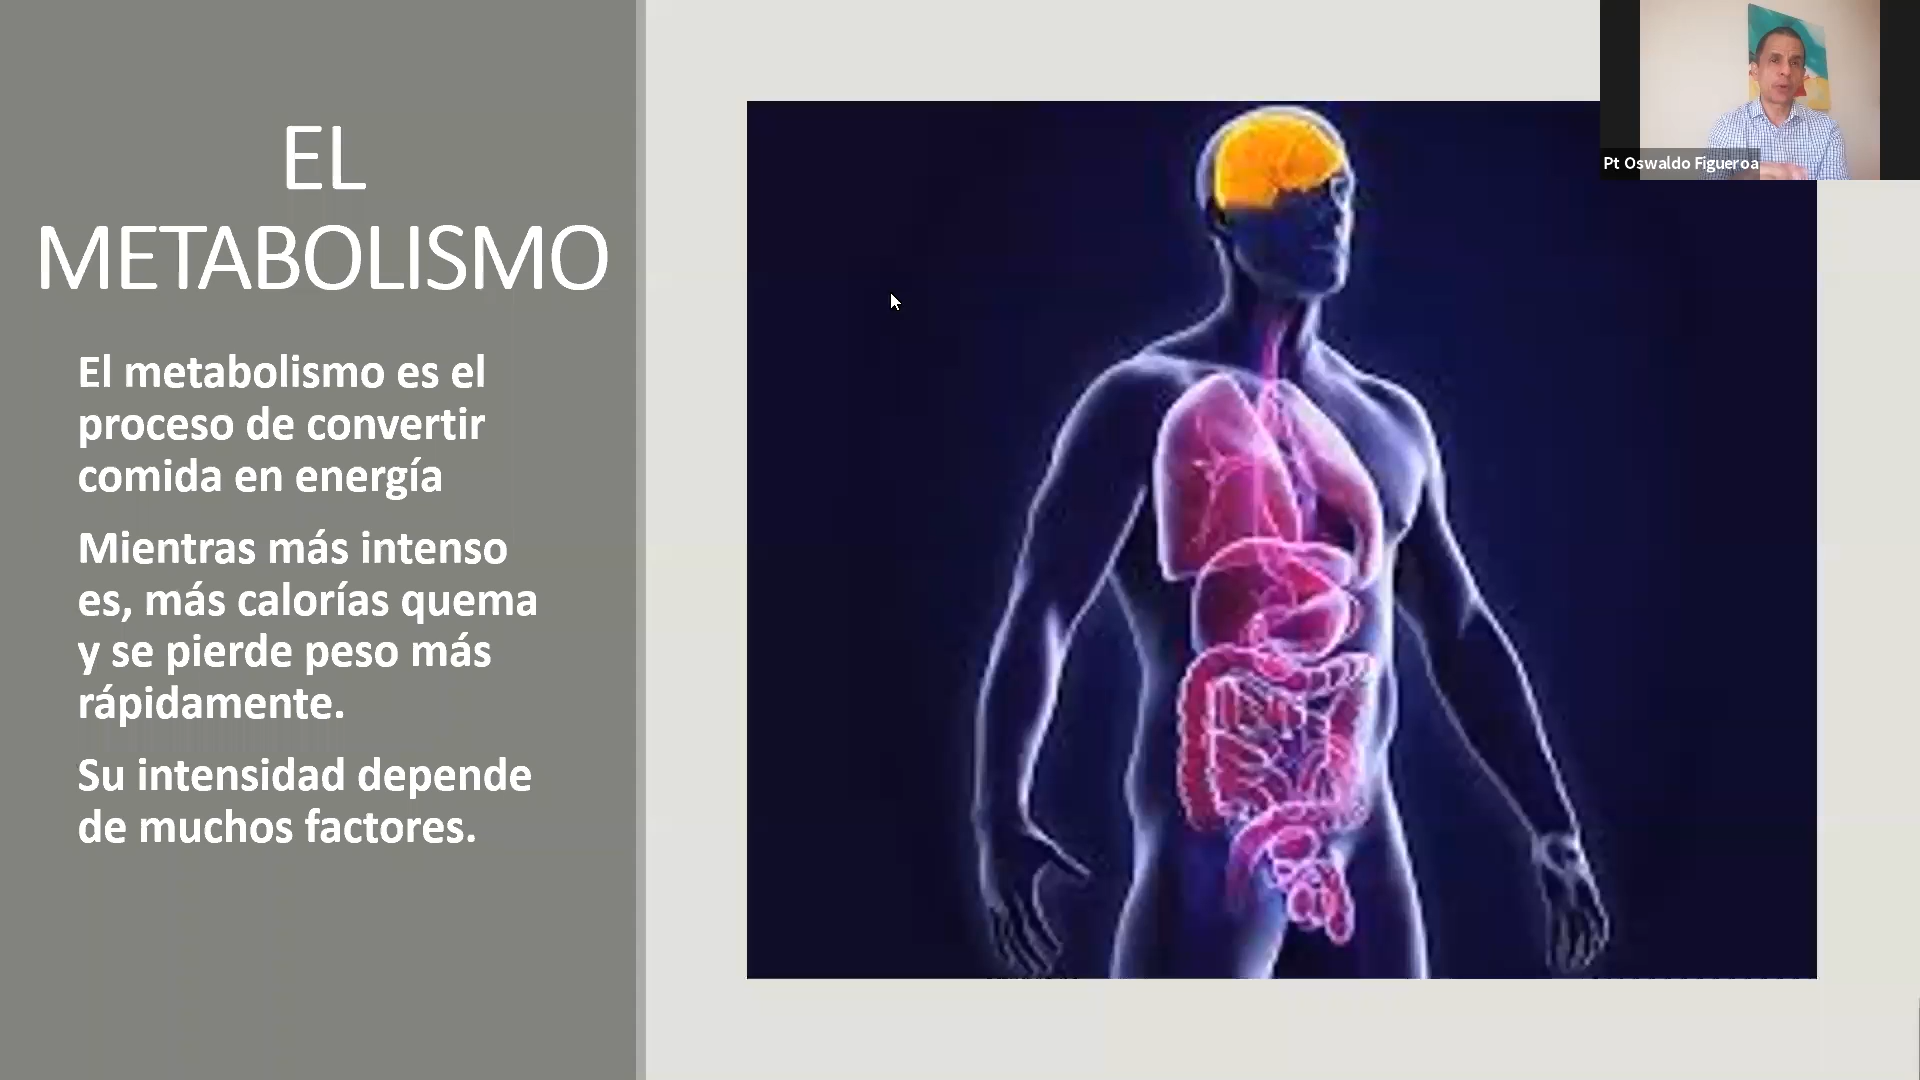 EL
METABOLISMO
El metabolismo es el
proceso de convertir
comida en energía
Mientras más intenso
es, más calorías quema
y se pierde peso más
rápidamente.
Su intensidad depende
de muchos factores.
Pt Oswaldo Figueroa